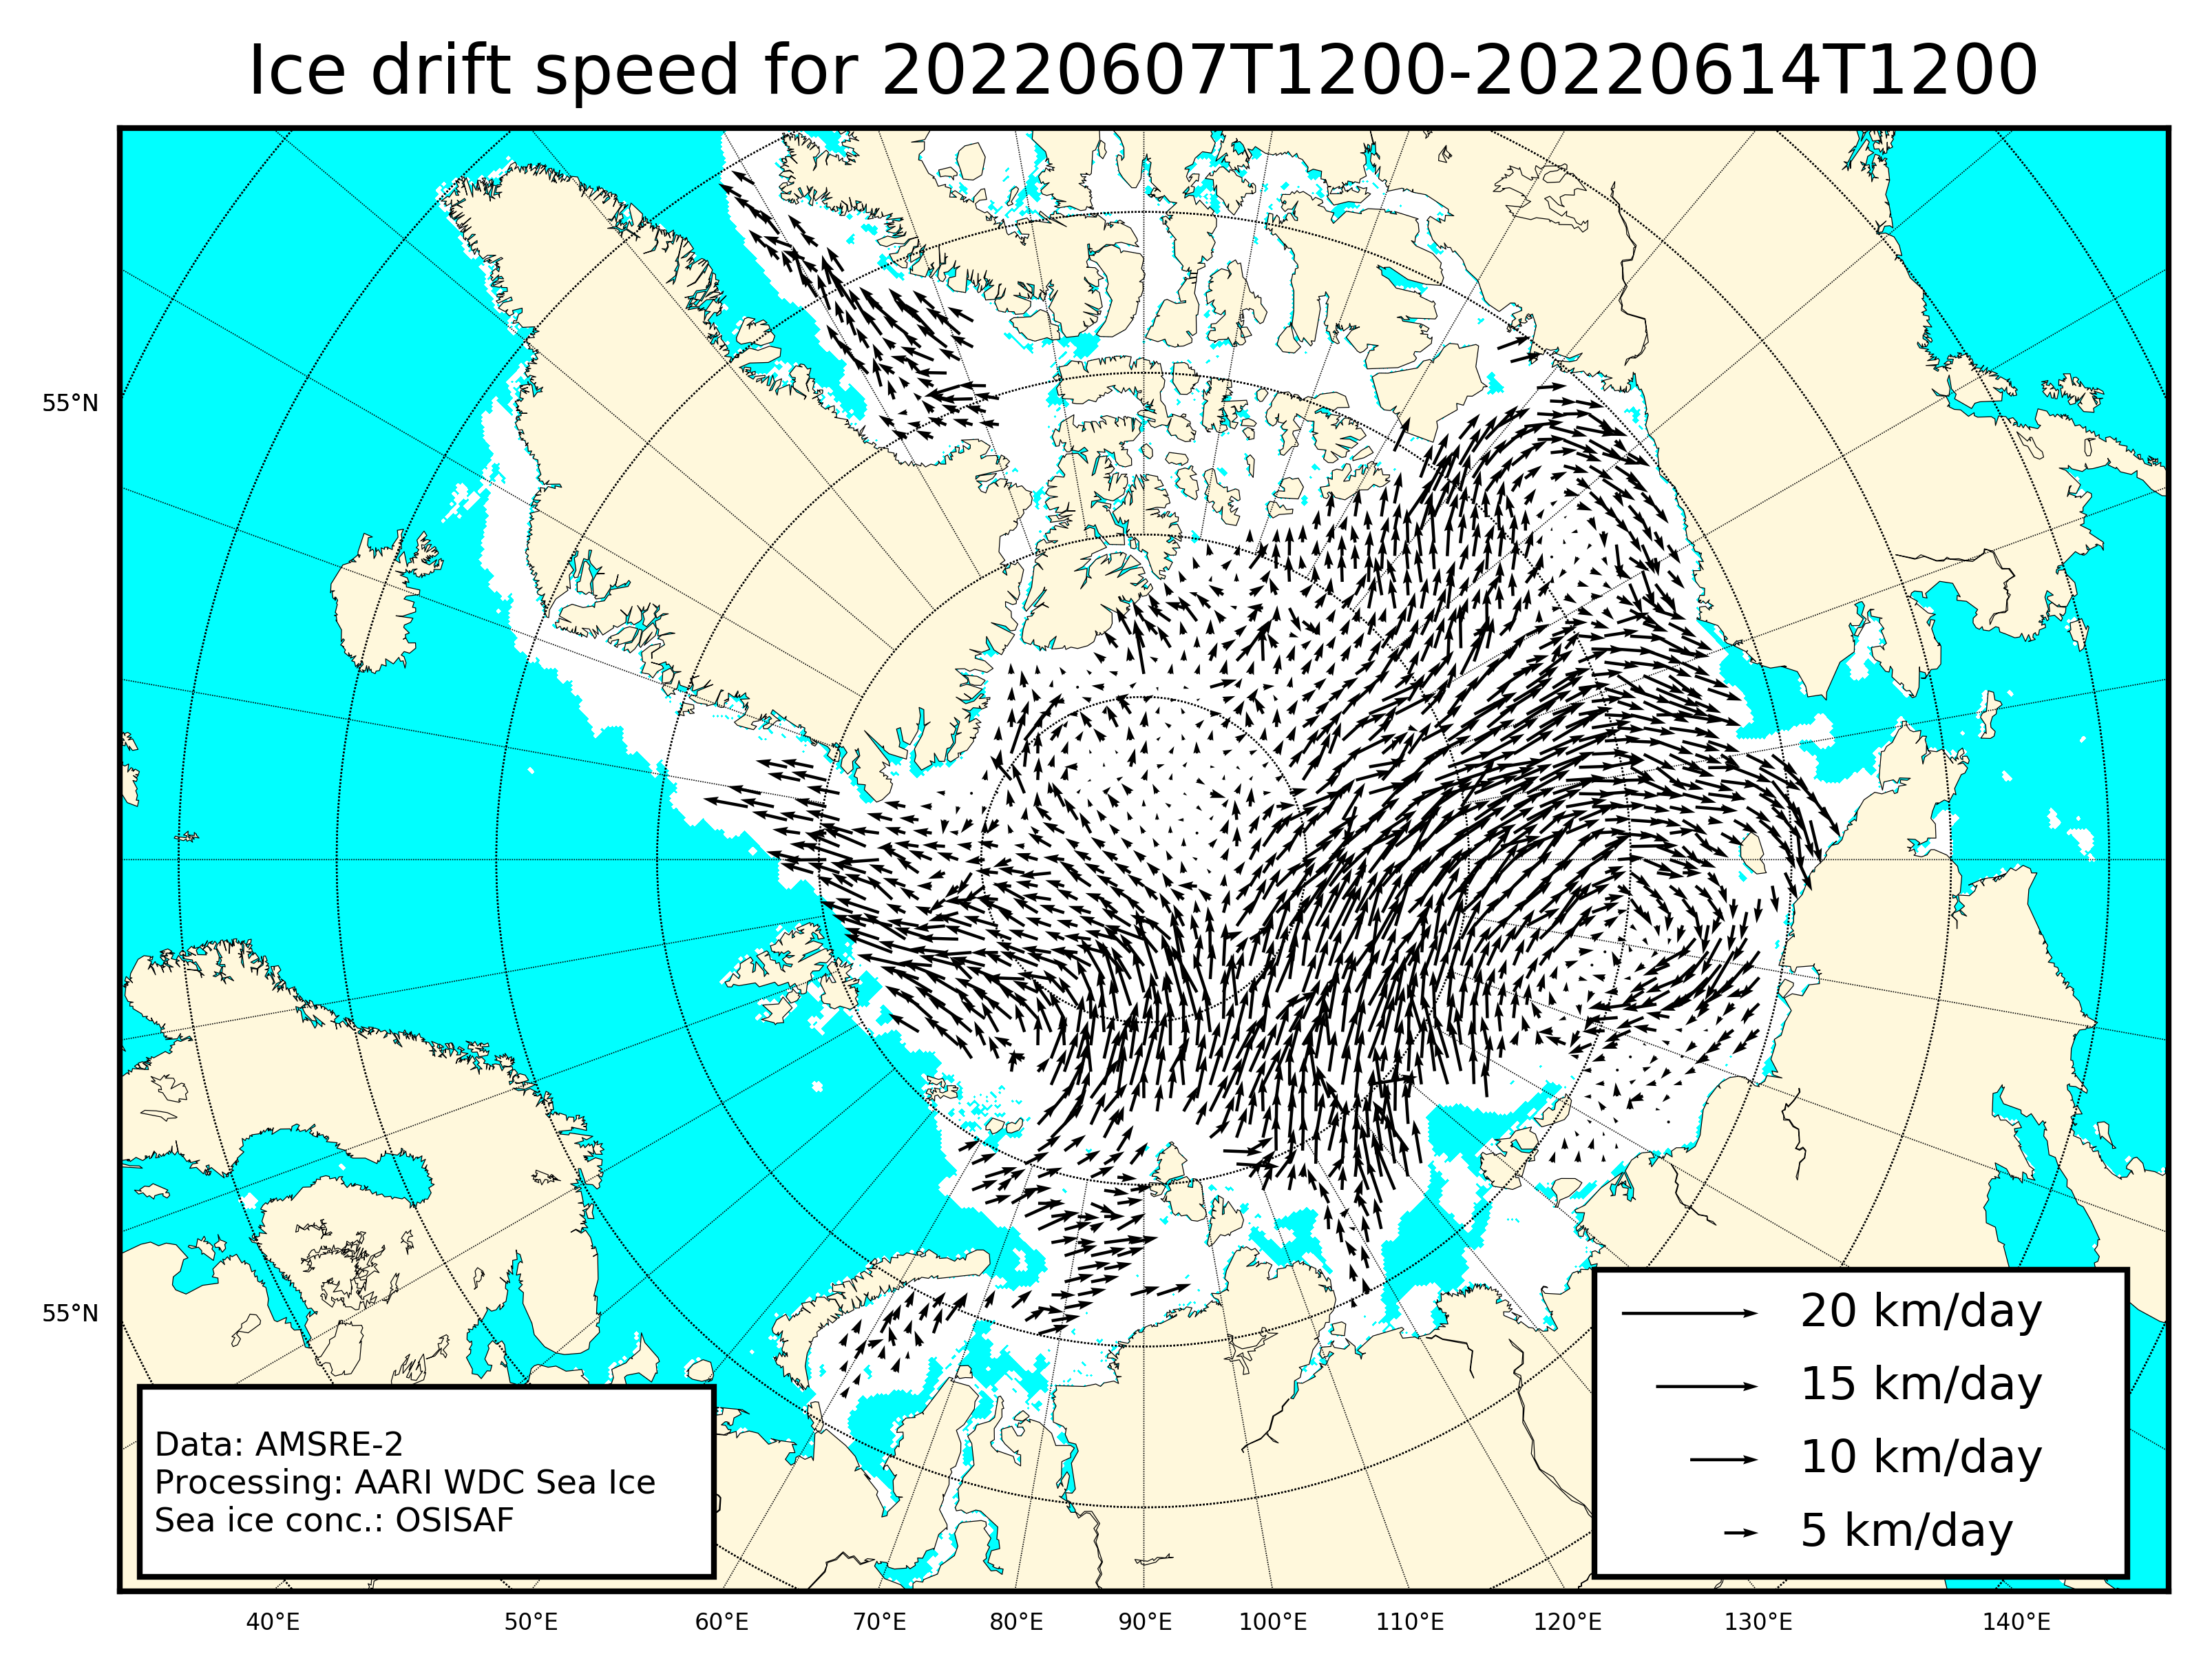 Ice drift speed for 20220607T1200-20220614T1200
55°N
55°N
20 km/day
15 km/day
10 km/day
5 km/day
Data: AMSRE-2
Processing: AARI WDC Sea Ice
Sea ice conc.: OSISAF
40°E 50°E 60°E 70°E 80°E 90°E 100°E 110°E 120°E 130°E 140°E